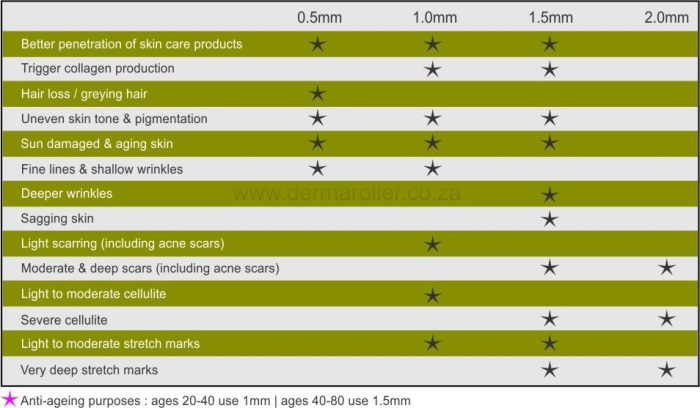 0.5mm 1.0mm 1.5mm 2.0mm
Better penetration of skin care products
Trigger collagen production
Hair loss / greying hair
Uneven skin tone & pigmentation
Sun damaged & aging skin
Fine lines & shallow wrinkles
www.dermaroller.co.za
Deeper wrinkles
Sagging skin
Light scarring (including acne scars)
Moderate & deep scars (including acne scars)
Light to moderate cellulite
Severe cellulite
Light to moderate stretch marks
Very deep stretch marks
Anti-ageing purposes : ages 20-40 use 1mm | ages 40-80 use 1.5mm